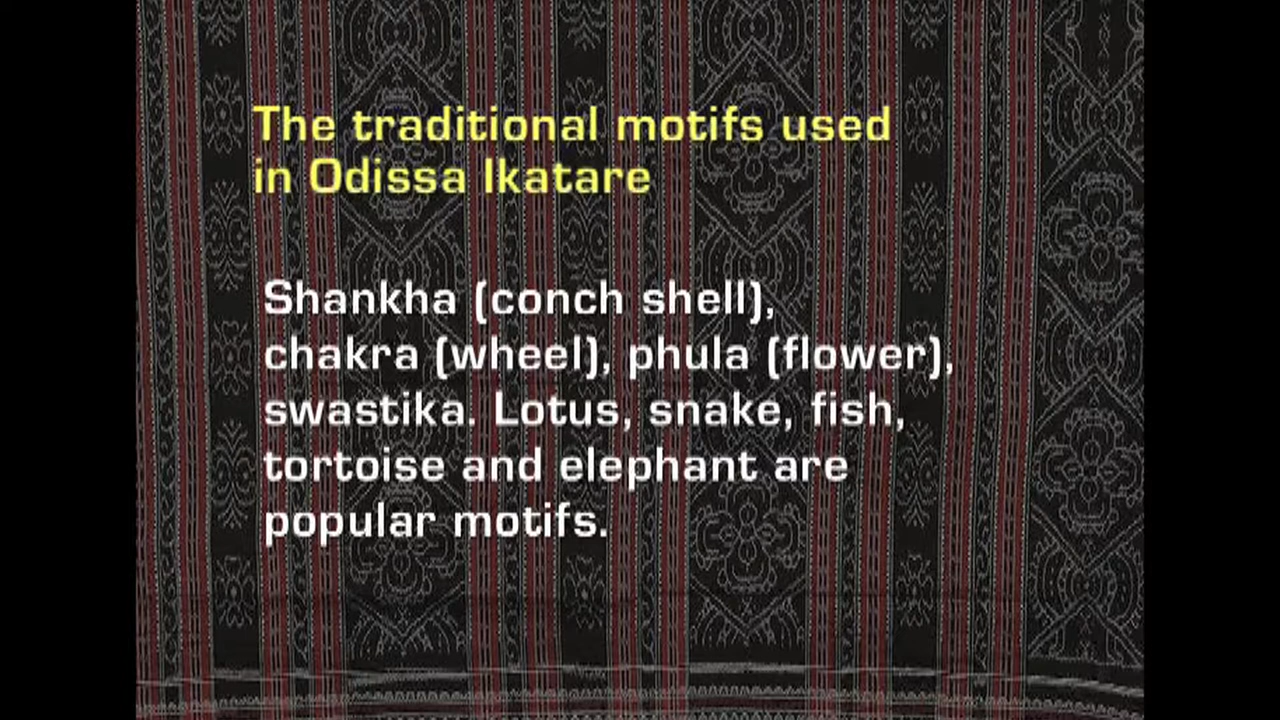 The traditional motifs used
in Odissa Ikatare
Shankha (conch shell),
chakra (wheel), phula (flower),
swastika. Lotus, snake, fish,
tortoise and elephant are
popular motifs.